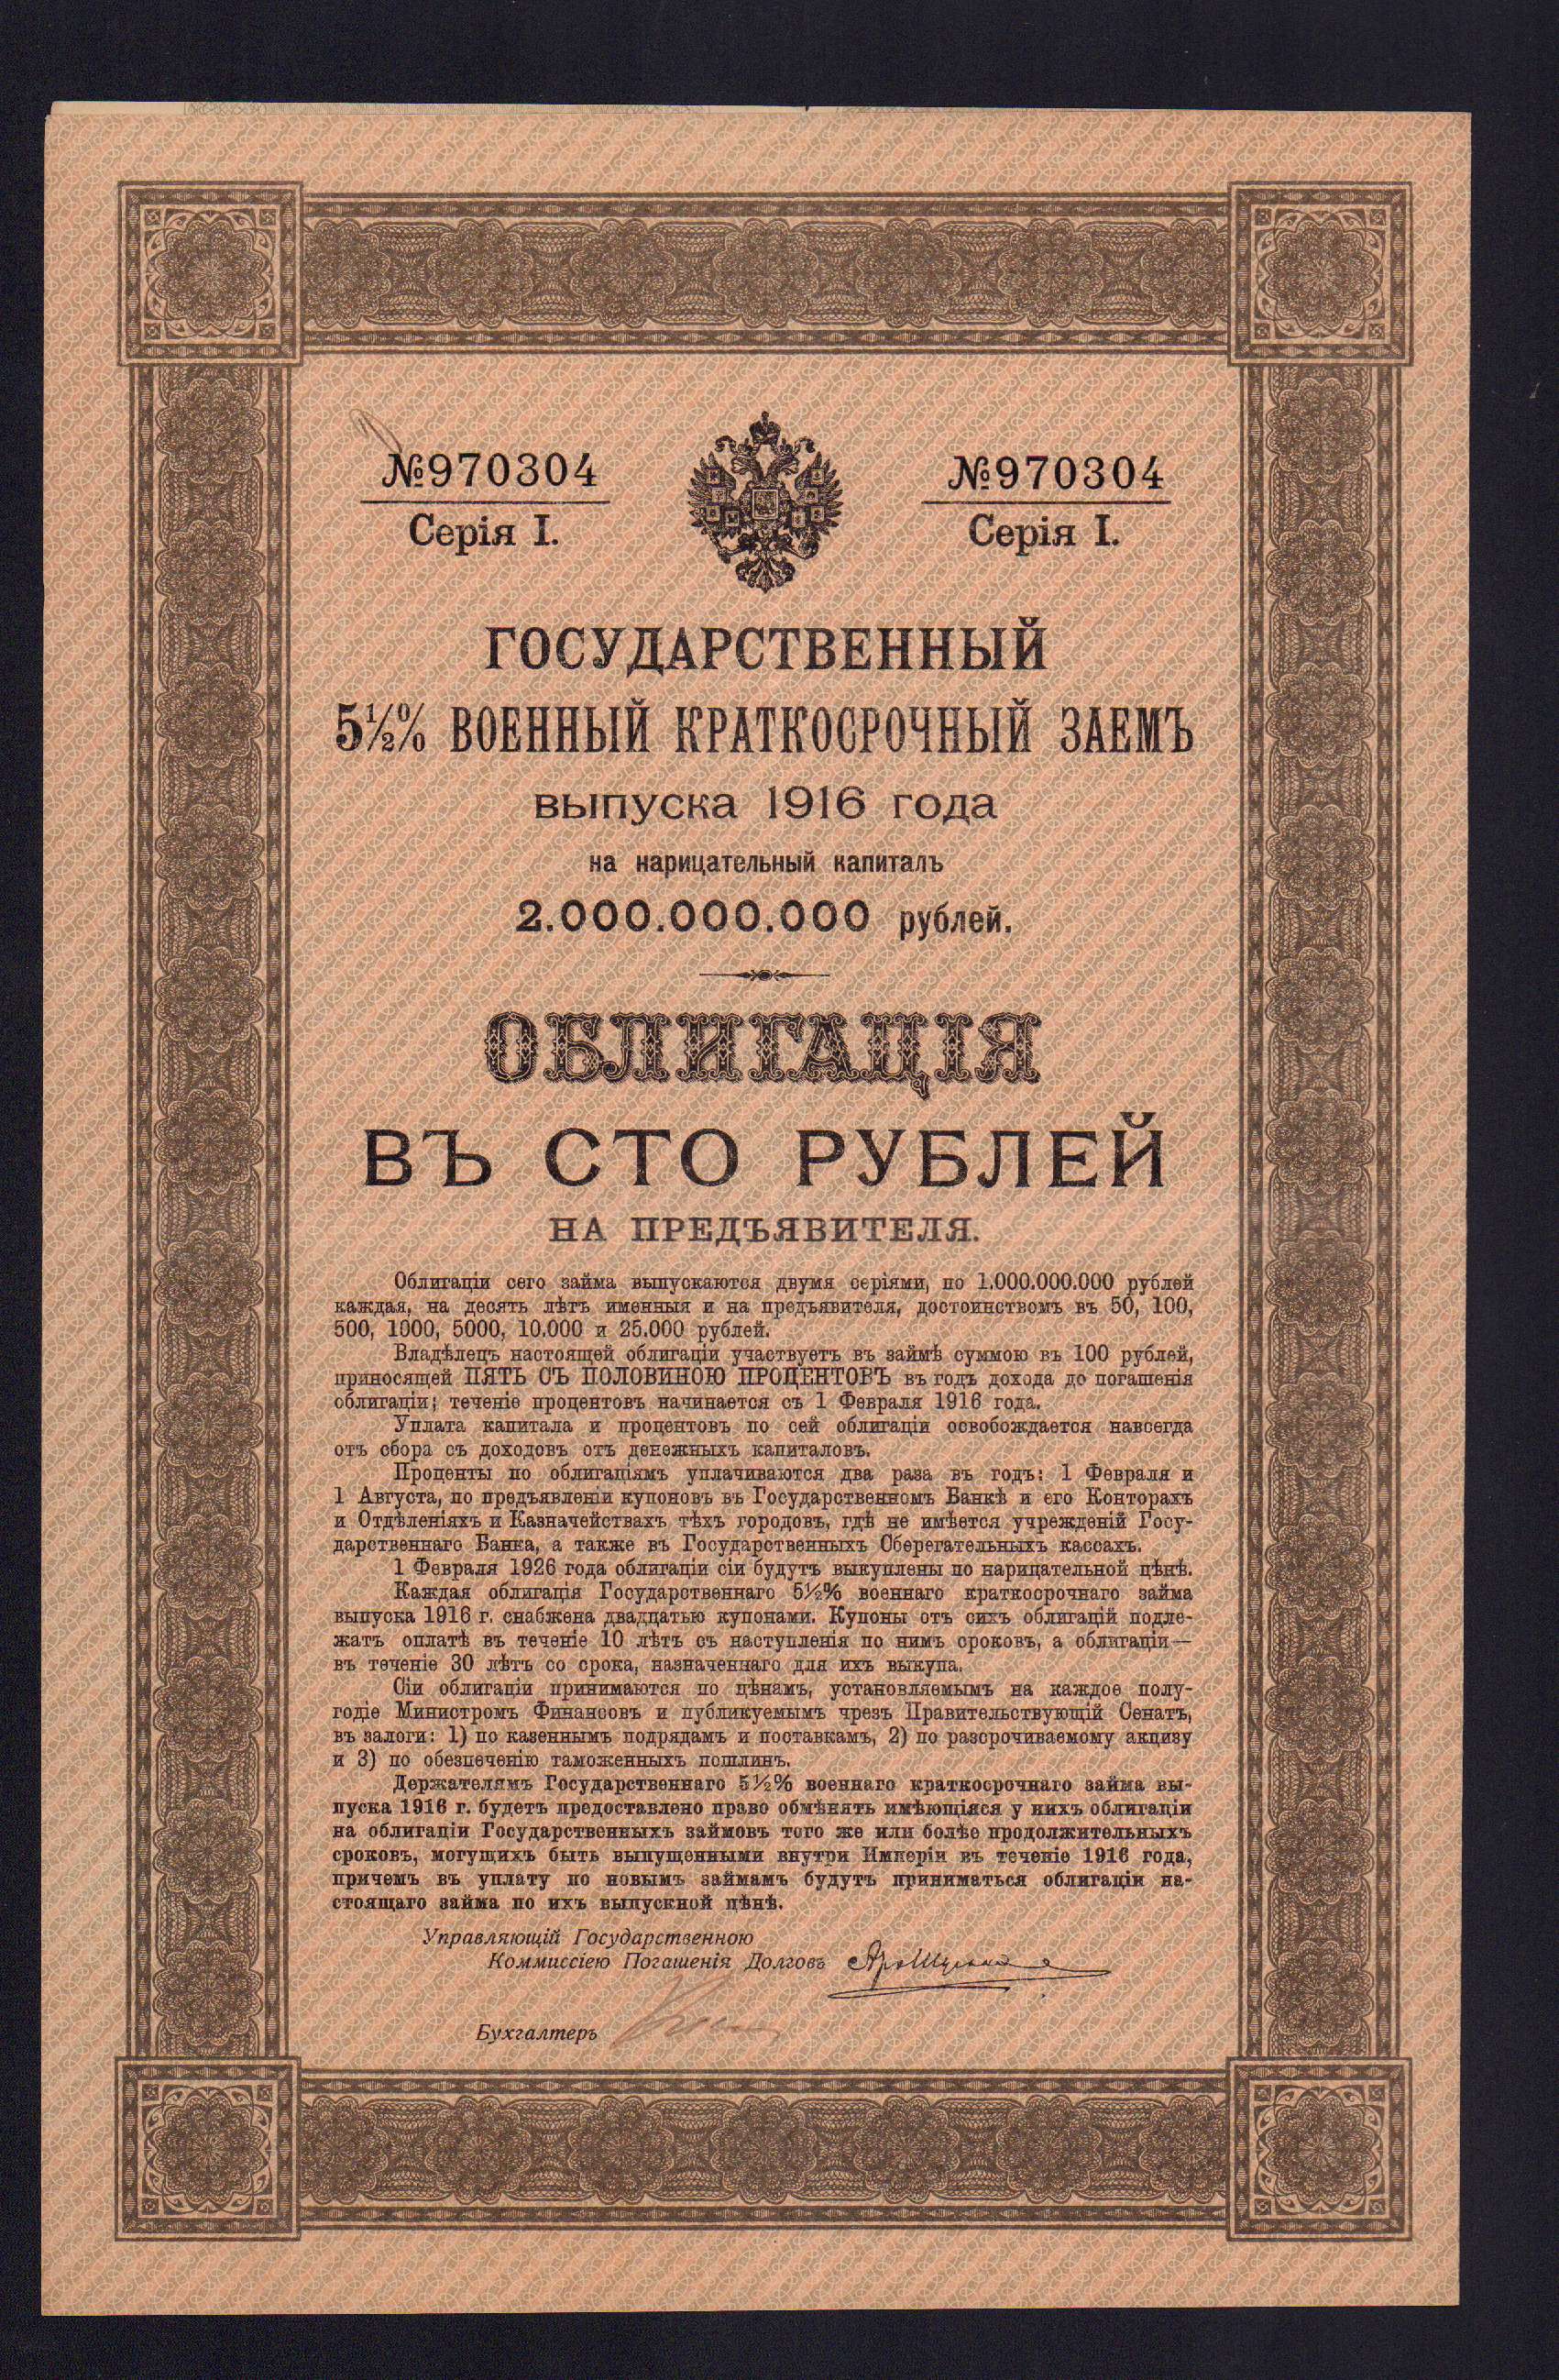 №970304
Серія I.
№970304
Серія I.
ГОСУДАРСТВЕННЫЙ
5½% ВОЕННЫЙ КРАТКОСРОЧНЫЙ ЗАЕМЪ
выпуска 1916 года
на нарицательный капиталъ
2.000.000.000 рублей.
ОБЛИГАЦІЯ
ВЪ СТО РУБЛЕЙ
НА ПРЕДЪЯВИТЕЛЯ.
Облигаціи сего займа выпускаются двумя серіями, по 1.000.000.000 рублей
каждая, на десять лѣтъ именныя и на предъявителя, достоинствомъ въ 50, 100,
500, 1000, 5000, 10.000 и 25.000 рублей.
Владѣлецъ настоящей облигаціи участвуетъ въ займѣ суммою въ 100 рублей,
приносящей ПЯТЬ СЪ ПОЛОВИНОЮ ПРОЦЕНТОВЪ въ годъ дохода до погашенія
облигаціи; теченіе процентовъ начинается съ 1 Февраля 1916 года.
Уплата капитала и процентовъ по сей облигаціи освобождается навсегда
отъ сбора съ доходовъ отъ денежныхъ капиталовъ.
Проценты по облигаціямъ уплачиваются два раза въ годъ: 1 Февраля и
1 Августа, по предъявленіи купоновъ въ Государственномъ Банкѣ и его Конторахъ
и Отдѣленіяхъ и Казначействахъ тѣхъ городовъ, гдѣ не имѣется учрежденій Госу-
дарственнаго Банка, а также въ Государственныхъ Сберегательныхъ кассахъ.
1 Февраля 1926 года облигаціи сіи будутъ выкуплены по нарицательной цѣнѣ.
Каждая облигація Государственнаго 5½% военнаго краткосрочнаго займа
выпуска 1916 г. снабжена двадцатью купонами. Купоны отъ сихъ облигацій подле-
жатъ оплатѣ въ теченіе 10 лѣтъ съ наступленія по нимъ сроковъ, а облигаціи—
въ теченіе 30 лѣтъ со срока, назначеннаго для ихъ выкупа.
Сіи облигаціи принимаются по цѣнамъ, установляемымъ на каждое полу-
годіе Министромъ Финансовъ и публикуемымъ чрезъ Правительствующій Сенатъ,
въ залоги: 1) по казеннымъ подрядамъ и поставкамъ, 2) по разсрочиваемому акцизу
и 3) по обезпеченію таможенныхъ пошлинъ.
Держателямъ Государственнаго 5½% военнаго краткосрочнаго займа вы-
пуска 1916 г. будетъ предоставлено право обмѣнять имѣющіяся у нихъ облигаціи
на облигаціи Государственныхъ займовъ того же или болѣе продолжительныхъ
сроковъ, могущихъ быть выпущенными внутри Имперіи въ теченіе 1916 года,
причемъ въ уплату по новымъ займамъ будутъ приниматься облигаціи на-
стоящаго займа по ихъ выпускной цѣнѣ.
Управляющій Государственною
Коммиссіею Погашенія Долговъ
Бухгалтеръ